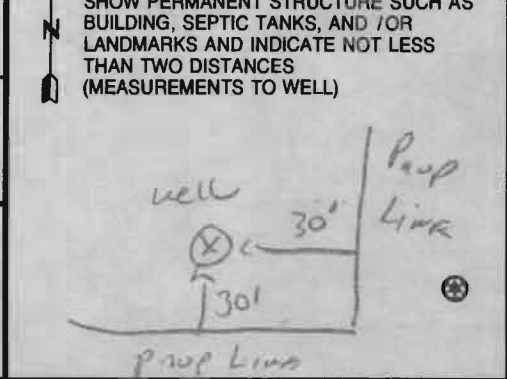 SHOW PERMANENT STRUCTURE SUCH AS
N
BUILDING, SEPTIC TANKS, AND /OR
LANDMARKS AND INDICATE NOT LESS
THAN TWO DISTANCES
(MEASUREMENTS TO WELL)
Prop
Line
well
30'
30'
Prop Line